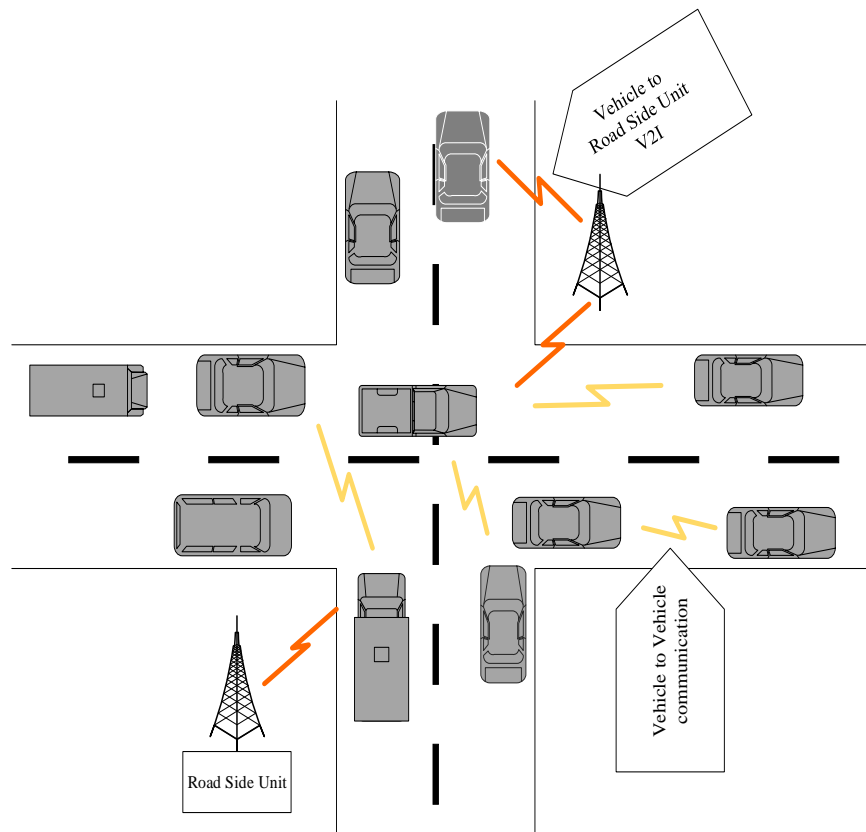 Vehicle to
Road Side Unit
V2I
Road Side Unit
Vehicle to Vehicle
communication